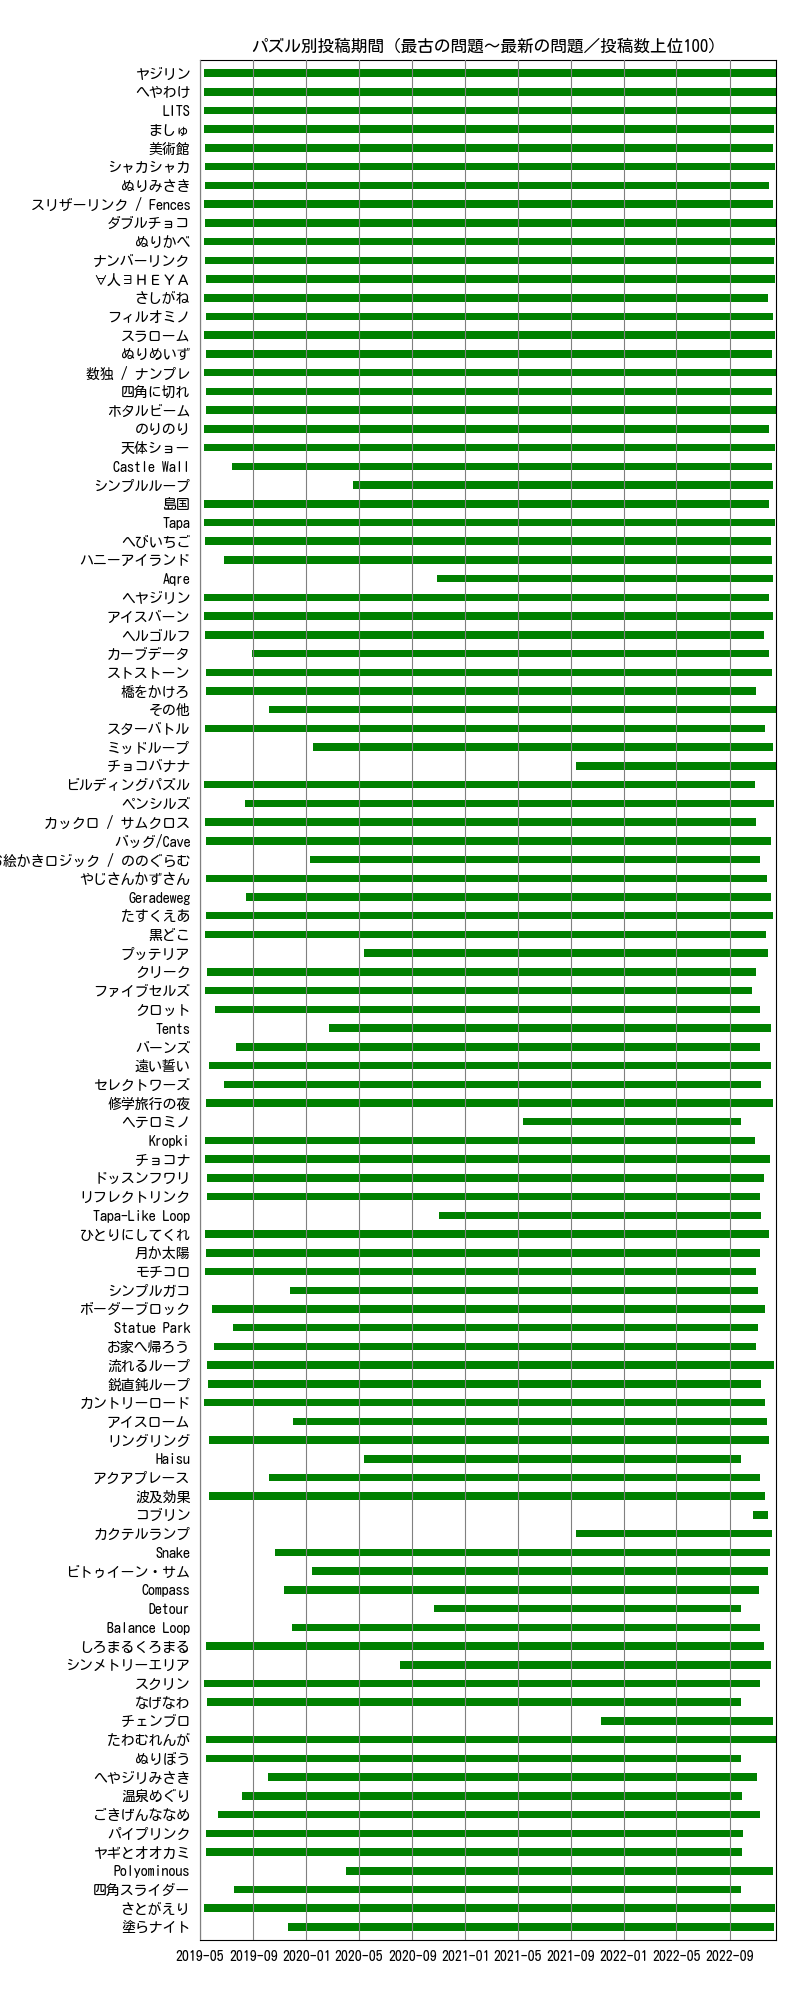 パズル別投稿期間（最古の問題～最新の問題／投稿数上位100）
ヤジリン
へやわけ
LITS
ましゅ
美術館
シャカシャカ
ぬりみさき
スリザーリンク / Fences
ダブルチョコ
ぬりかべ
ナンバーリンク
∀人∃ＨＥＹＡ
さしがね
フィルオミノ
スラローム
ぬりめいず
数独 / ナンプレ
四角に切れ
ホタルビーム
のりのり
天体ショー
Castle Wall
シンプルループ
島国
Tapa
へびいちご
ハニーアイランド
Aqre
ヘヤジリン
アイスバーン
ヘルゴルフ
カーブデータ
ストストーン
橋をかけろ
その他
スターバトル
ミッドループ
チョコバナナ
ビルディングパズル
ペンシルズ
カックロ / サムクロス
バッグ/Cave
絵かきロジック / ののぐらむ
やじさんかずさん
Geradeweg
たすくえあ
黒どこ
プッテリア
クリーク
ファイブセルズ
クロット
Tents
バーンズ
遠い誓い
セレクトワーズ
修学旅行の夜
ヘテロミノ
Kropki
チョコナ
ドッスンフワリ
リフレクトリンク
Tapa-Like Loop
ひとりにしてくれ
月か太陽
モチコロ
シンプルガコ
ボーダーブロック
Statue Park
お家へ帰ろう
流れるループ
鋭直鈍ループ
カントリーロード
アイスローム
リングリング
Haisu
アクアプレース
波及効果
コブリン
カクテルランプ
Snake
ビトゥイーン・サム
Compass
Detour
Balance Loop
しろまるくろまる
シンメトリーエリア
スクリン
なげなわ
チェンブロ
たわむれんが
ぬりぼう
へやジリみさき
温泉めぐり
ごきげんななめ
パイプリンク
ヤギとオオカミ
Polyominous
四角スライダー
さとがえり
塗らナイト
2019-05 2019-09 2020-01 2020-05 2020-09 2021-01 2021-05 2021-09 2022-01 2022-05 2022-09